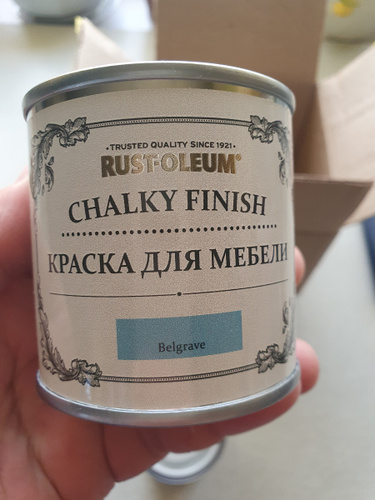 • TRUSTED QUALITY SINCE 1921 •
RUST-OLEUM®
CHALKY FINISH
КРАСКА ДЛЯ МЕБЕЛИ
Belgrave